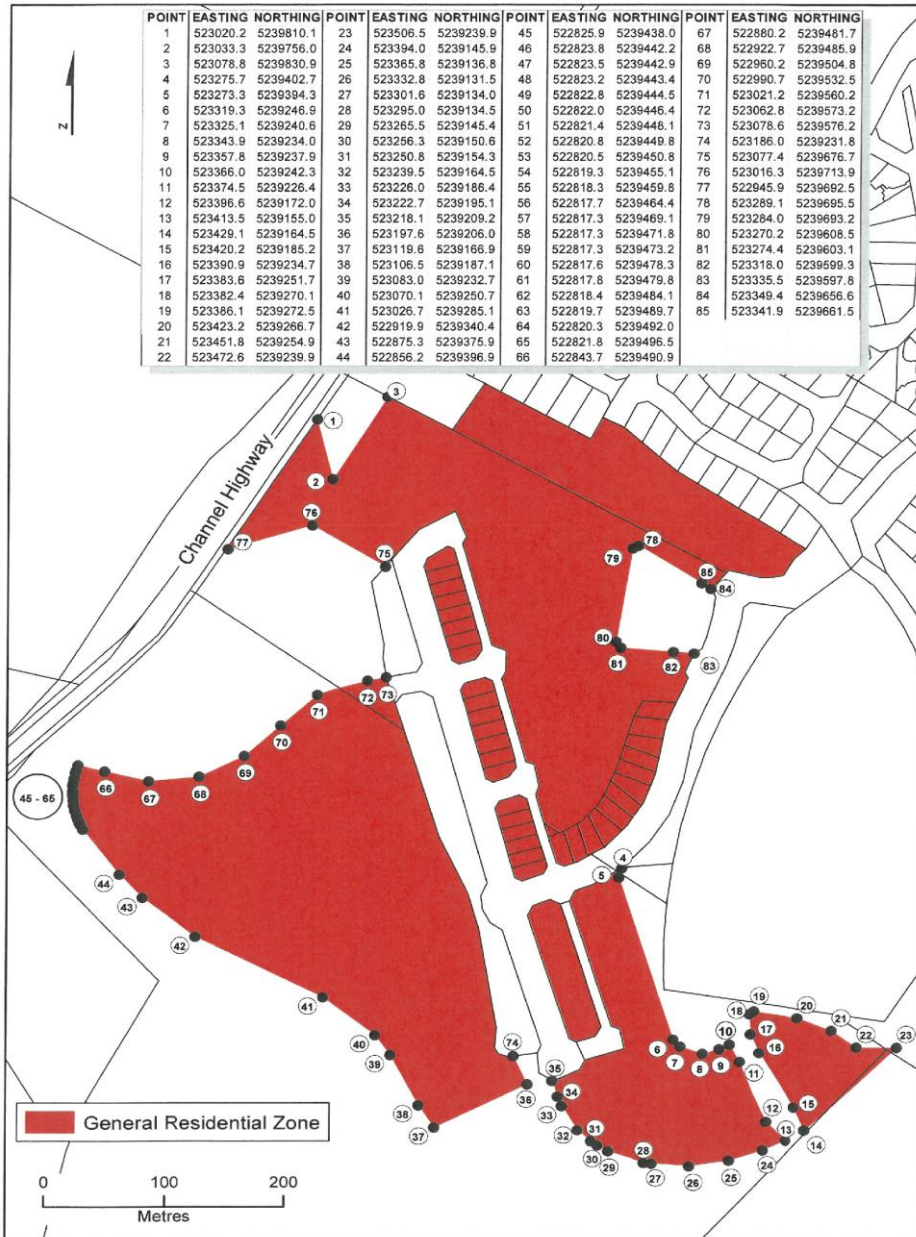 POINT EASTING NORTHING POINT EASTING NORTHING POINT EASTING NORTHING POINT EASTING NORTHING
1 523020.2 5239810.1 23 523506.5 5239239.9 45 522825.9 5239438.0 67 522880.2 5239481.7
2 523033.3 5239756.0 24 523394.0 5239145.9 46 522823.8 5239442.2 68 522922.7 5239485.9
3 523078.8 5239830.9 25 523365.8 5239136.8 47 522823.5 5239442.9 69 522960.2 5239504.8
4 523275.7 5239402.7 26 523332.8 5239131.5 48 522823.2 5239443.4 70 522990.7 5239532.5
5 523273.3 5239394.3 27 523301.6 5239134.0 49 522822.8 5239444.5 71 523021.2 5239560.2
6 523319.3 5239246.9 28 523295.0 5239134.5 50 522822.0 5239446.4 72 523062.8 5239573.2
7 523325.1 5239240.6 29 523265.5 5239145.4 51 522821.4 5239448.1 73 523078.6 5239576.2
8 523343.9 5239234.0 30 523256.3 5239150.6 52 522820.8 5239449.8 74 523186.0 5239231.8
9 523357.8 5239237.9 31 523250.8 5239154.3 53 522820.5 5239450.8 75 523077.4 5239676.7
10 523366.0 5239242.3 32 523239.5 5239164.5 54 522819.3 5239455.1 76 523016.3 5239713.9
11 523374.5 5239226.4 33 523226.0 5239186.4 55 522818.3 5239459.8 77 522945.9 5239692.5
12 523396.6 5239172.0 34 523222.7 5239195.1 56 522817.7 5239464.4 78 523289.1 5239695.5
13 523413.5 5239155.0 35 523218.1 5239209.2 57 522817.3 5239469.1 79 523284.0 5239693.2
14 523429.1 5239164.5 36 523197.6 5239206.0 58 522817.3 5239471.8 80 523270.2 5239608.5
15 523420.2 5239185.2 37 523119.6 5239166.9 59 522817.3 5239473.2 81 523274.4 5239603.1
16 523390.9 5239234.7 38 523106.5 5239187.1 60 522817.6 5239478.3 82 523318.0 5239599.3
17 523383.6 5239251.7 39 523083.0 5239232.7 61 522817.8 5239479.8 83 523335.5 5239597.8
18 523382.4 5239270.1 40 523070.1 5239250.7 62 522818.4 5239484.1 84 523349.4 5239656.6
19 523386.1 5239272.5 41 523026.7 5239285.1 63 522819.7 5239489.7 85 523341.9 5239661.5
20 523423.2 5239266.7 42 522919.9 5239340.4 64 522820.3 5239492.0
21 523451.8 5239254.9 43 522875.3 5239375.9 65 522821.8 5239496.5
22 523472.6 5239239.9 44 522856.2 5239396.9 66 522843.7 5239490.9
z
3
1
2
Channel Highway
76
77
75
78
79
85
84
80
81
82
83
73
72
71
70
69
45 - 65
66
67
68
4
5
44
43
42
41
19
18
20
21
10
17
22
23
40
6
7
8
9
16
39
74
11
35
36
34
38
33
15
12
37
32
31
13
14
General Residential Zone
30
29
28
27
26
25
24
0 100 200
Metres